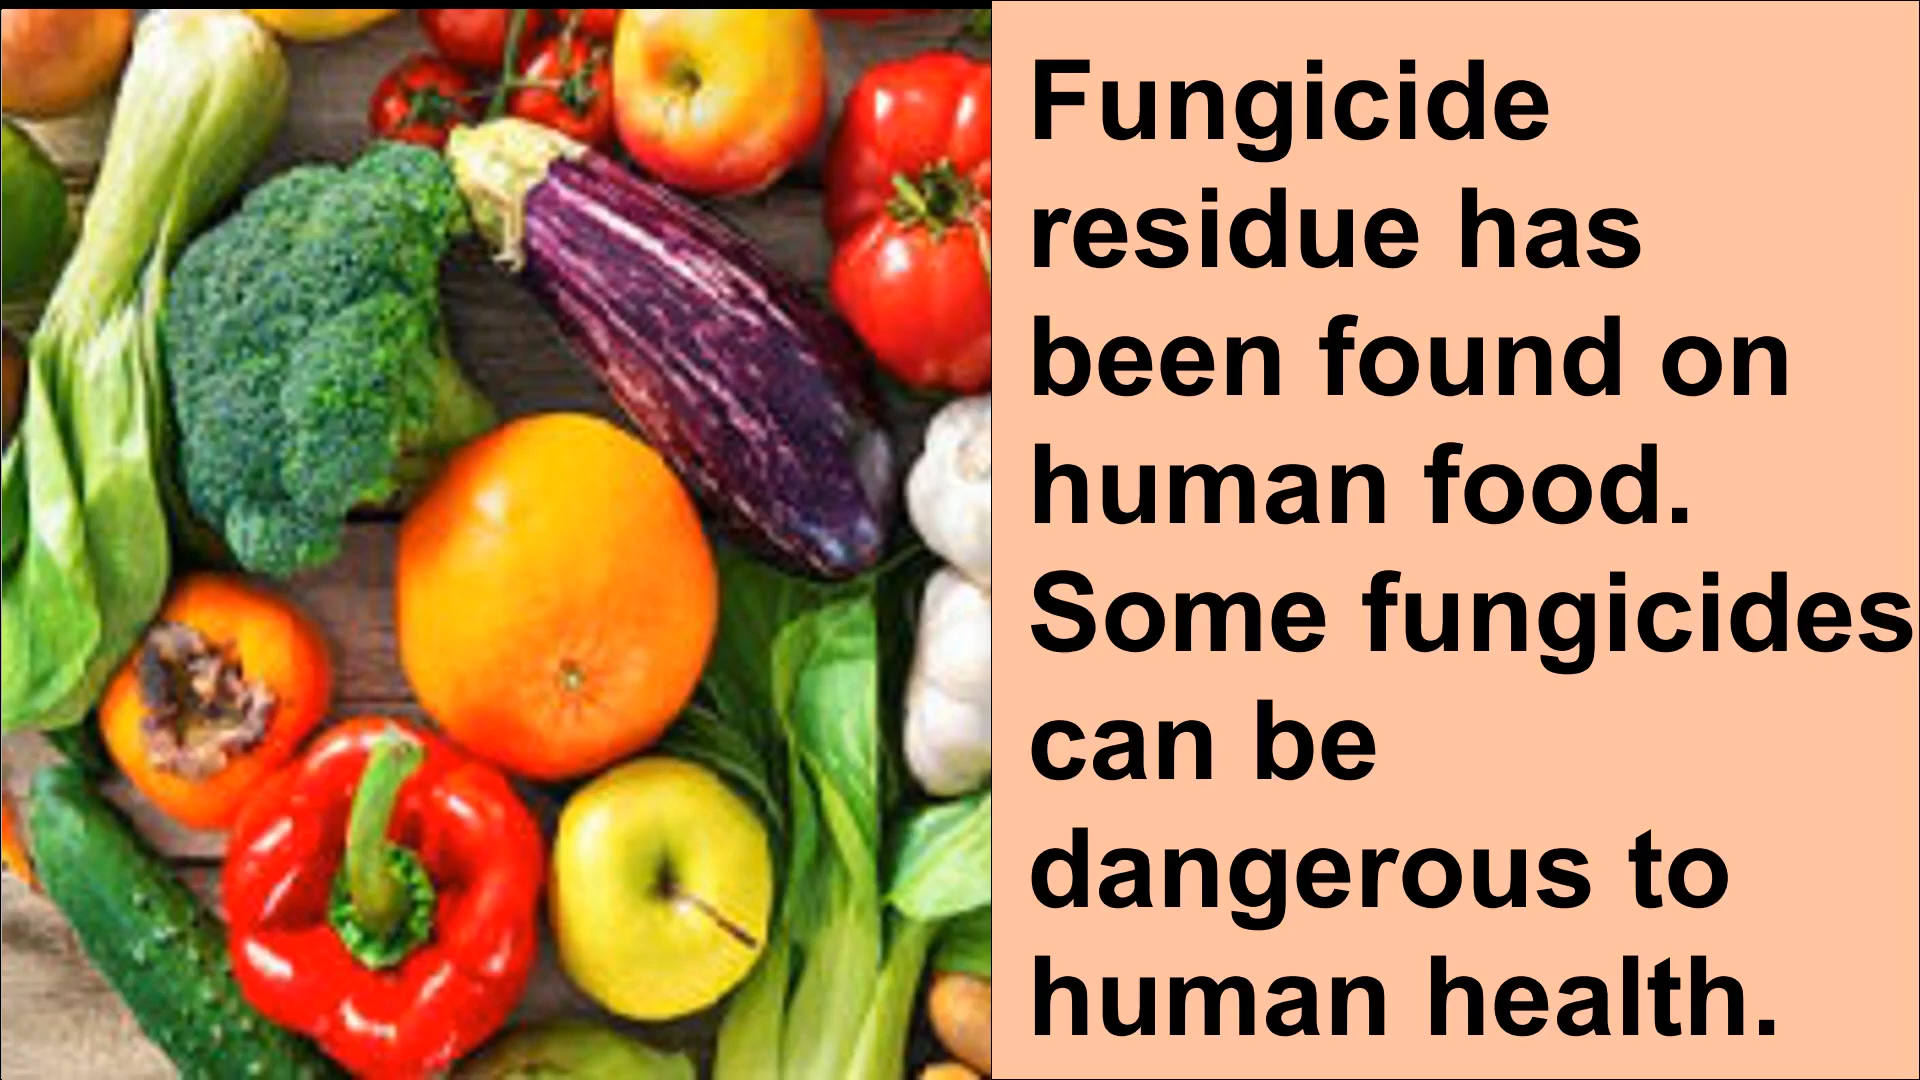 Fungicide
residue has
been found on
human food.
Some fungicides
can be
dangerous to
human health.